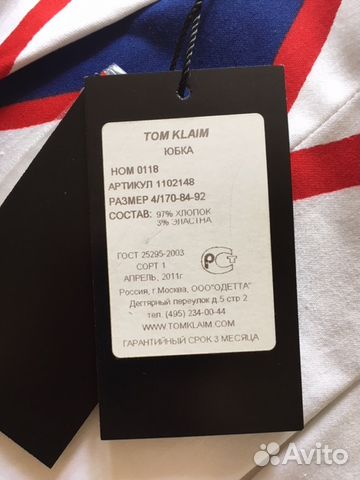 TOM KLAIM
ЮБКА
НОМ 0118
АРТИКУЛ 1102148
РАЗМЕР 4/170-84-92
СОСТАВ: 97% ХЛОПОК
3% ЭЛАСТНА
ГОСТ 25295-2003
СОРТ 1
АПРЕЛЬ, 2011г
РСТ
Россия, г.Москва, ООО"ОДЕТТА"
Дегтярный переулок д.5 стр 2
тел. (495) 234-00-44
WWW.TOMKLAIM.COM
ГАРАНТИЙНЫЙ СРОК 3 МЕСЯЦА
Avito